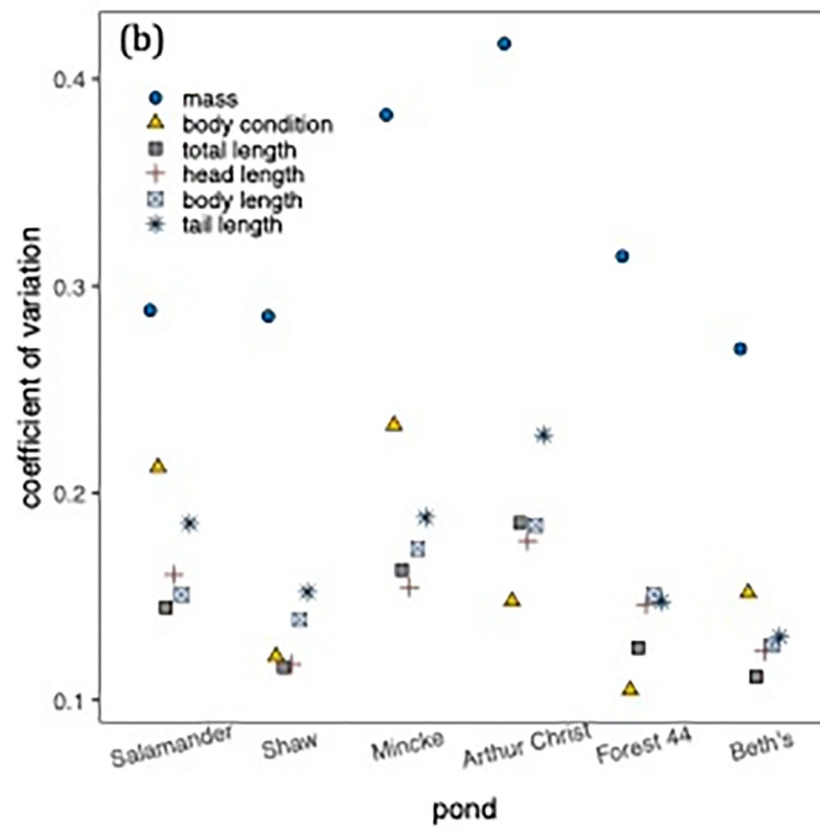 (b)
mass
body condition
total length
head length
body length
tail length
coefficient of variation
0.4
0.3
0.2
0.1
Salamander
Shaw
Mincke
Arthur Christ
Forest 44
Beth's
pond